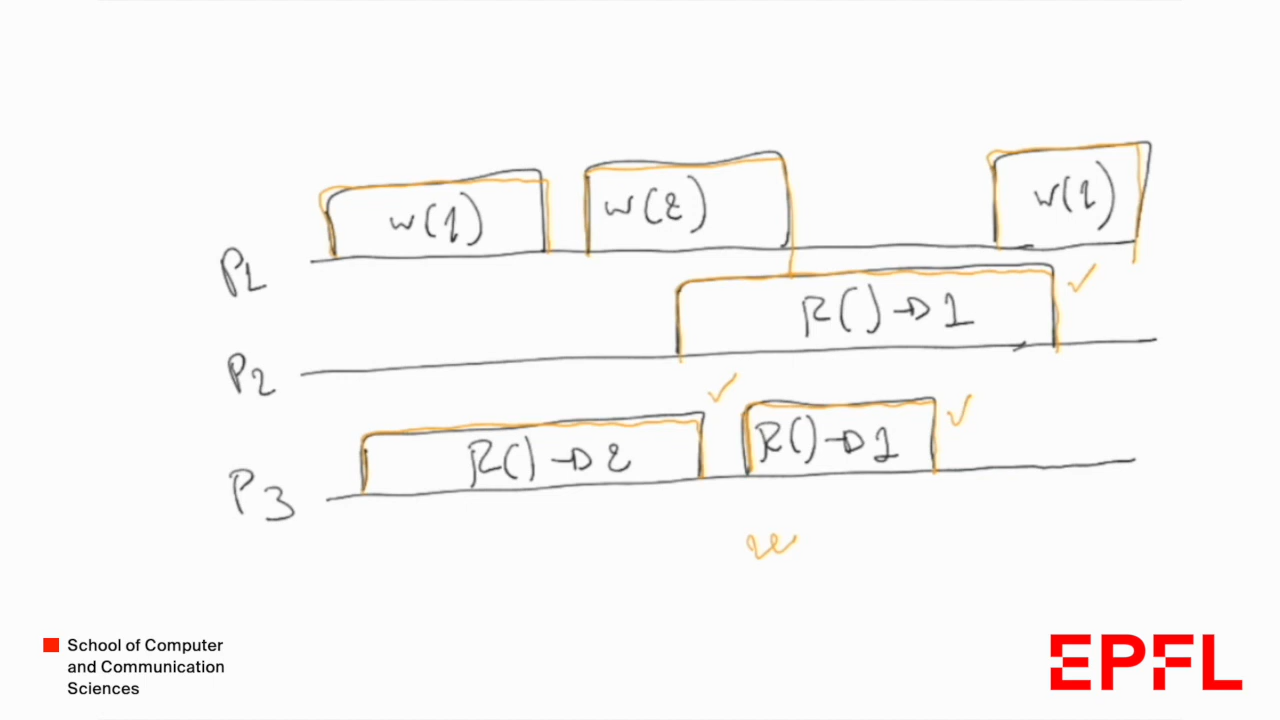 P1 w(1) w(2) w(1)
P2 R()→1
P3 R()→2 R()→1
School of Computer
and Communication
Sciences
EPFL